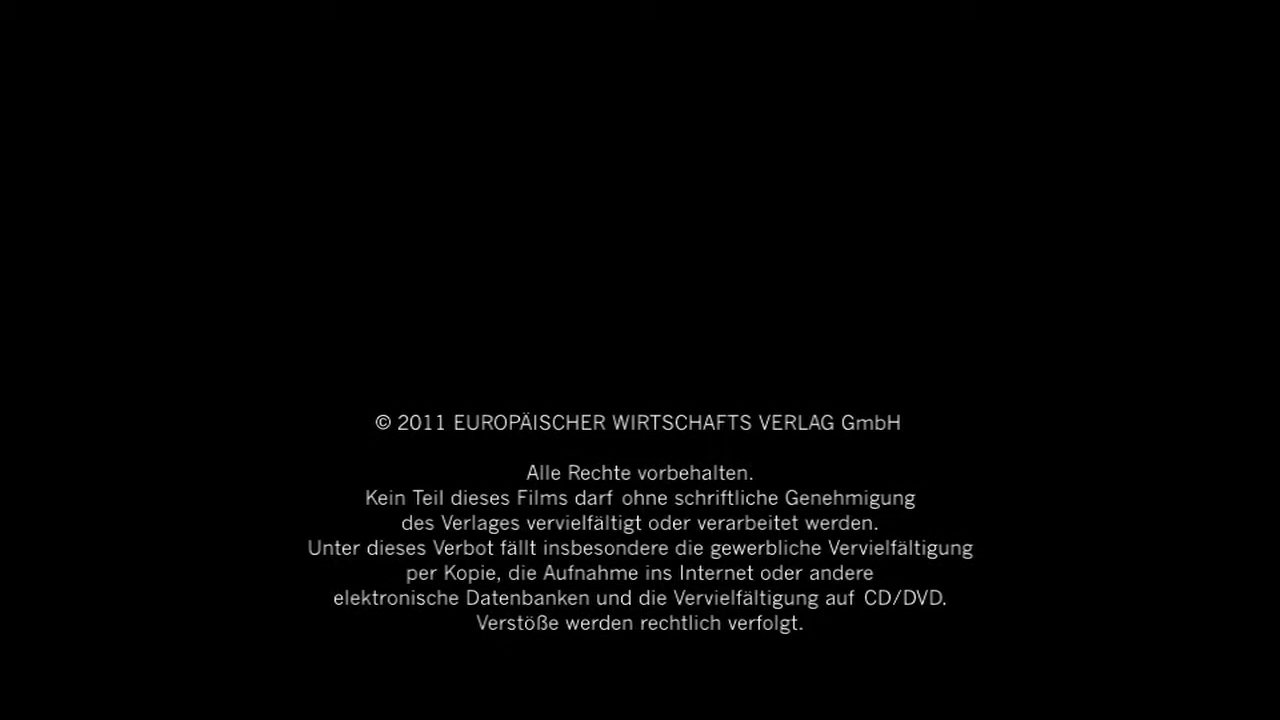 © 2011 EUROPÄISCHER WIRTSCHAFTS VERLAG GmbH
Alle Rechte vorbehalten.
Kein Teil dieses Films darf ohne schriftliche Genehmigung
des Verlages vervielfältigt oder verarbeitet werden.
Unter dieses Verbot fällt insbesondere die gewerbliche Vervielfältigung
per Kopie, die Aufnahme ins Internet oder andere
elektronische Datenbanken und die Vervielfältigung auf CD/DVD.
Verstöße werden rechtlich verfolgt.